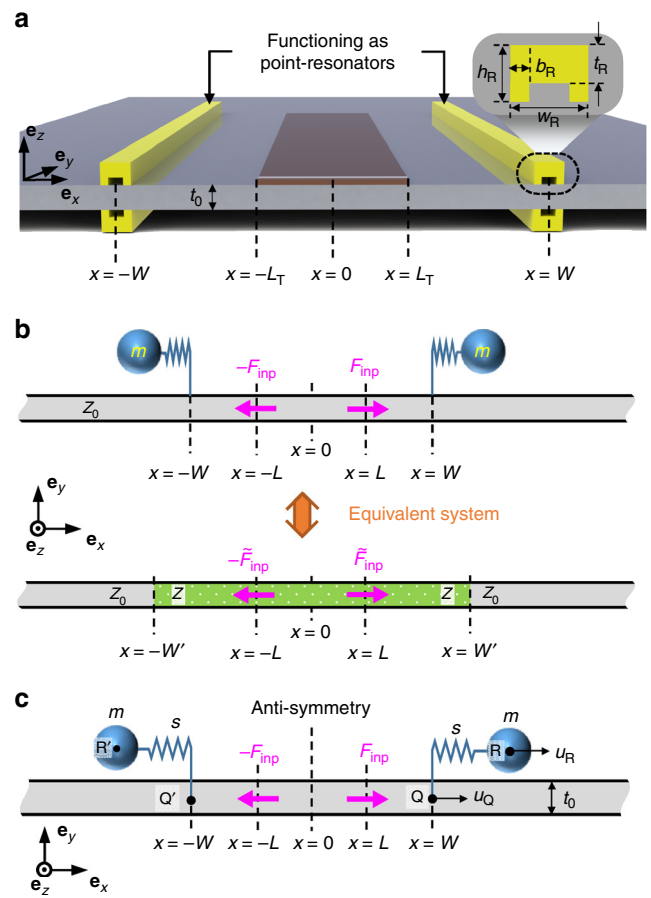 a
Functioning as
point-resonators
h_R
b_R
t_R
w_R
e_z
e_y
e_x
t_0
x = –W
x = –L_T
x = 0
x = L_T
x = W
b
m
m
–F_inp
F_inp
Z_0
x = 0
x = –W
x = –L
x = L
x = W
e_y
e_z
e_x
Equivalent system
–F̃_inp
F̃_inp
Z_0
Z
Z
Z_0
x = 0
x = –W′
x = –L
x = L
x = W′
c
m
s
Anti-symmetry
s
m
R′
–F_inp
F_inp
R
u_R
Q′
Q
u_Q
t_0
x = –W
x = –L
x = 0
x = L
x = W
e_y
e_z
e_x